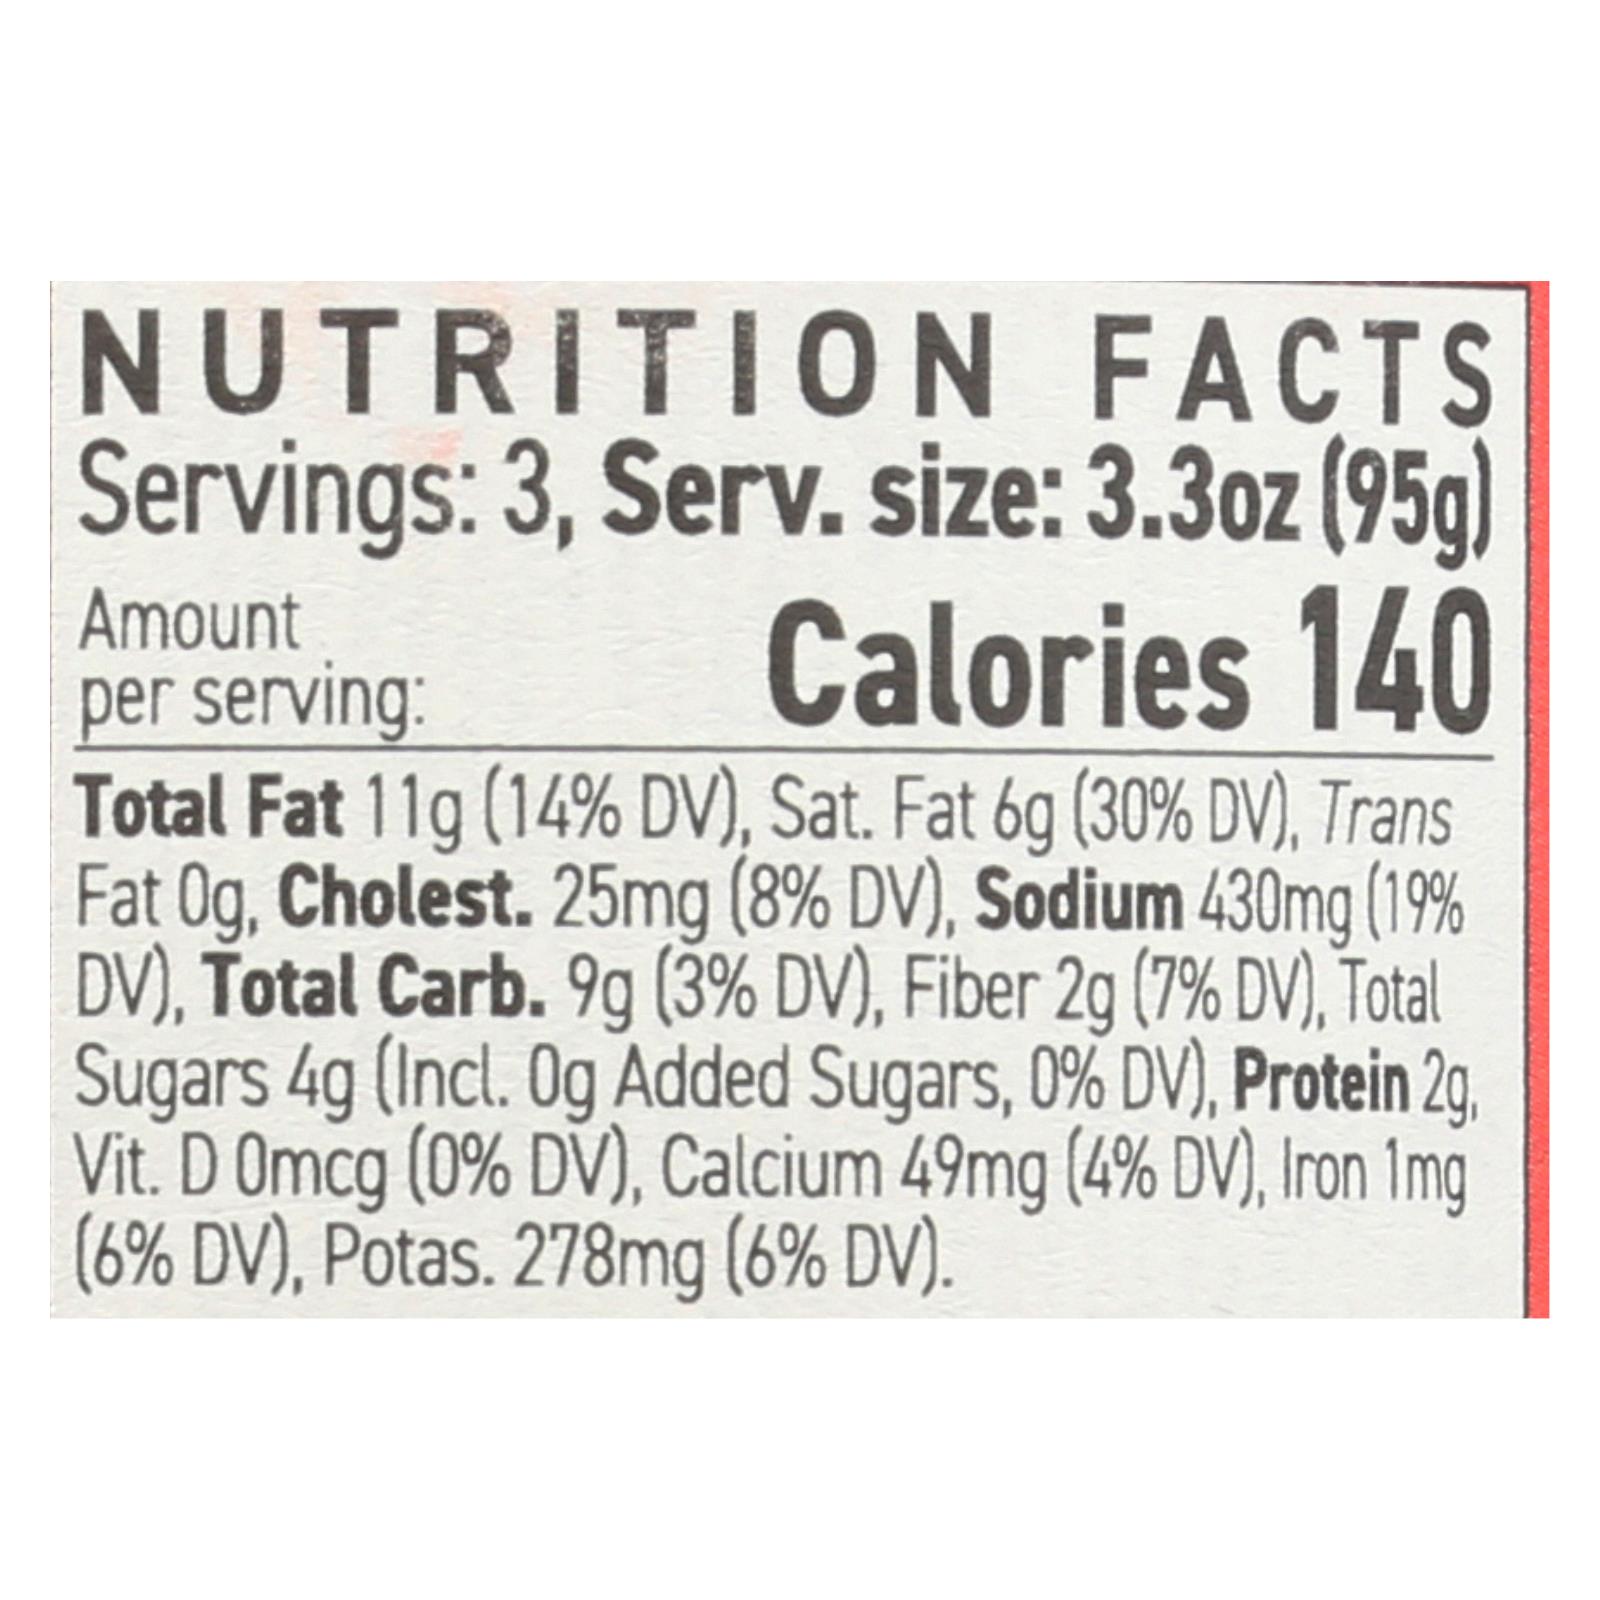 NUTRITION FACTS
Servings: 3, Serv. size: 3.3oz (95g)
Amount
per serving:
Calories 140
Total Fat 11g (14% DV), Sat. Fat 6g (30% DV), Trans
Fat 0g, Cholest. 25mg (8% DV), Sodium 430mg (19%
DV), Total Carb. 9g (3% DV), Fiber 2g (7% DV), Total
Sugars 4g (Incl. 0g Added Sugars, 0% DV), Protein 2g,
Vit. D 0mcg (0% DV), Calcium 49mg (4% DV), Iron 1mg
(6% DV), Potas. 278mg (6% DV).